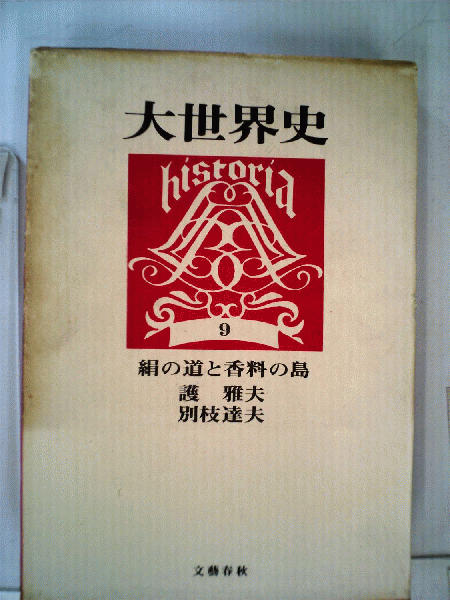 大世界史
historia
9
絹の道と香料の島
護 雅夫
別枝達夫
文藝春秋